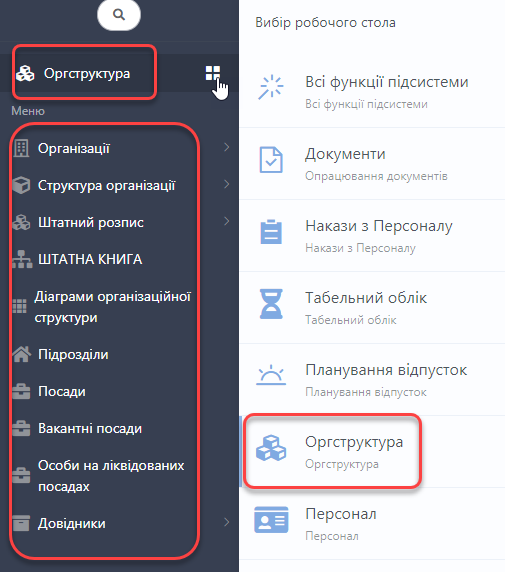 Оргструктура
Меню
Організації
Структура організації
Штатний розпис
ШТАТНА КНИГА
Діаграми організаційної
структури
Підрозділи
Посади
Вакантні посади
Особи на ліквідованих
посадах
Довідники
Вибір робочого стола
Всі функції підсистеми
Всі функції підсистеми
Документи
Опрацювання документів
Накази з Персоналу
Накази з Персоналу
Табельний облік
Табельний облік
Планування відпусток
Планування відпусток
Оргструктура
Оргструктура
Персонал
Персонал